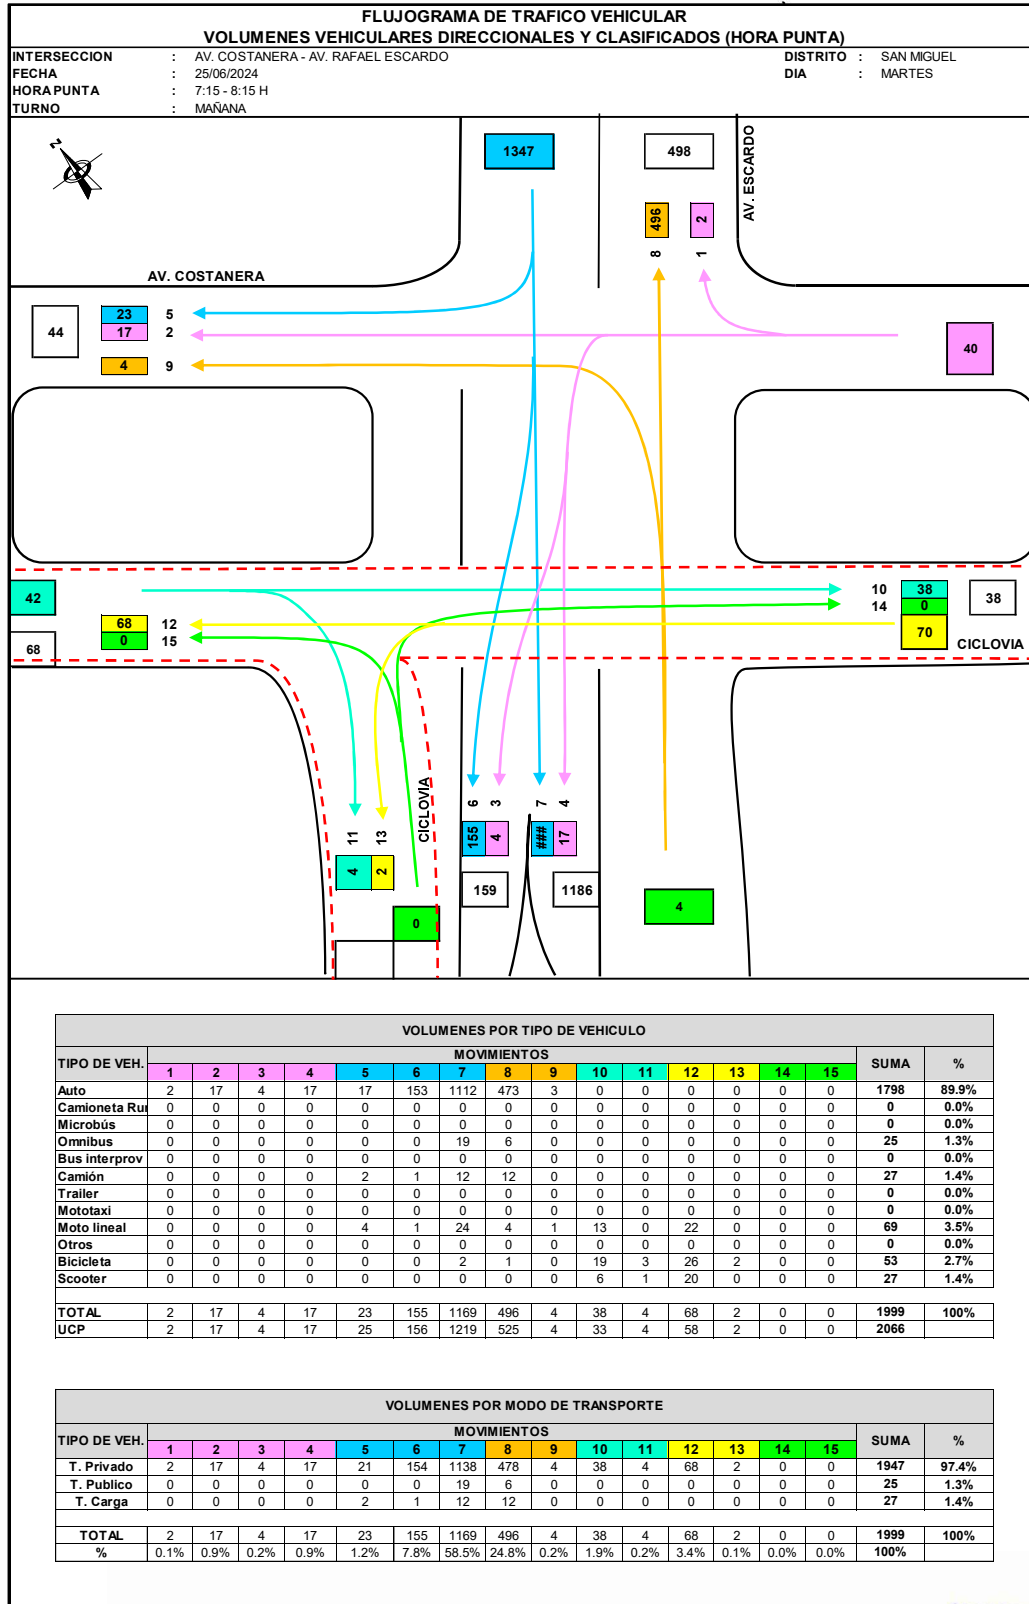 FLUJOGRAMA DE TRAFICO VEHICULAR
VOLUMENES VEHICULARES DIRECCIONALES Y CLASIFICADOS (HORA PUNTA)
INTERSECCION : AV. COSTANERA - AV. RAFAEL ESCARDO DISTRITO : SAN MIGUEL
FECHA : 25/06/2024 DIA : MARTES
HORA PUNTA : 7:15 - 8:15 H
TURNO : MAÑANA
N
1347 498
AV. ESCARDO
496 2
8 1
AV. COSTANERA
23 5
44 17 2
40
4 9
42 10 38 38
14 0
68 12 70
68 0 15 CICLOVIA
CICLOVIA
6 3 7 4
11 13
155 4 ### 17
4 2
159 1186 4
0
VOLUMENES POR TIPO DE VEHICULO
TIPO DE VEH. MOVIMIENTOS SUMA %
1 2 3 4 5 6 7 8 9 10 11 12 13 14 15
Auto 2 17 4 17 17 153 1112 473 3 0 0 0 0 0 0 1798 89.9%
Camioneta Rur 0 0 0 0 0 0 0 0 0 0 0 0 0 0 0 0 0.0%
Microbús 0 0 0 0 0 0 0 0 0 0 0 0 0 0 0 0 0.0%
Omnibus 0 0 0 0 0 0 19 6 0 0 0 0 0 0 0 25 1.3%
Bus interprov 0 0 0 0 0 0 0 0 0 0 0 0 0 0 0 0 0.0%
Camión 0 0 0 0 2 1 12 12 0 0 0 0 0 0 0 27 1.4%
Trailer 0 0 0 0 0 0 0 0 0 0 0 0 0 0 0 0 0.0%
Mototaxi 0 0 0 0 0 0 0 0 0 0 0 0 0 0 0 0 0.0%
Moto lineal 0 0 0 0 4 1 24 4 1 13 0 22 0 0 0 69 3.5%
Otros 0 0 0 0 0 0 0 0 0 0 0 0 0 0 0 0 0.0%
Bicicleta 0 0 0 0 0 0 2 1 0 19 3 26 2 0 0 53 2.7%
Scooter 0 0 0 0 0 0 0 0 0 6 1 20 0 0 0 27 1.4%
TOTAL 2 17 4 17 23 155 1169 496 4 38 4 68 2 0 0 1999 100%
UCP 2 17 4 17 25 156 1219 525 4 33 4 58 2 0 0 2066
VOLUMENES POR MODO DE TRANSPORTE
TIPO DE VEH. MOVIMIENTOS SUMA %
1 2 3 4 5 6 7 8 9 10 11 12 13 14 15
T. Privado 2 17 4 17 21 154 1138 478 4 38 4 68 2 0 0 1947 97.4%
T. Publico 0 0 0 0 0 0 19 6 0 0 0 0 0 0 0 25 1.3%
T. Carga 0 0 0 0 2 1 12 12 0 0 0 0 0 0 0 27 1.4%
TOTAL 2 17 4 17 23 155 1169 496 4 38 4 68 2 0 0 1999 100%
% 0.1% 0.9% 0.2% 0.9% 1.2% 7.8% 58.5% 24.8% 0.2% 1.9% 0.2% 3.4% 0.1% 0.0% 0.0% 100%